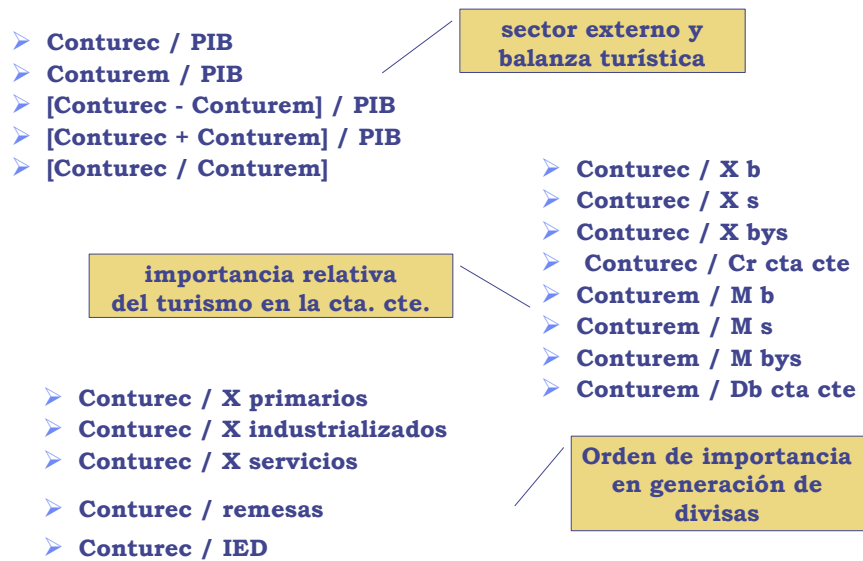 sector externo y
balanza turística
Conturec / PIB
Conturem / PIB
[Conturec - Conturem] / PIB
[Conturec + Conturem] / PIB
[Conturec / Conturem]
Conturec / X b
Conturec / X s
Conturec / X bys
Conturec / Cr cta cte
Conturem / M b
Conturem / M s
Conturem / M bys
Conturem / Db cta cte
importancia relativa
del turismo en la cta. cte.
Conturec / X primarios
Conturec / X industrializados
Conturec / X servicios
Conturec / remesas
Conturec / IED
Orden de importancia
en generación de
divisas